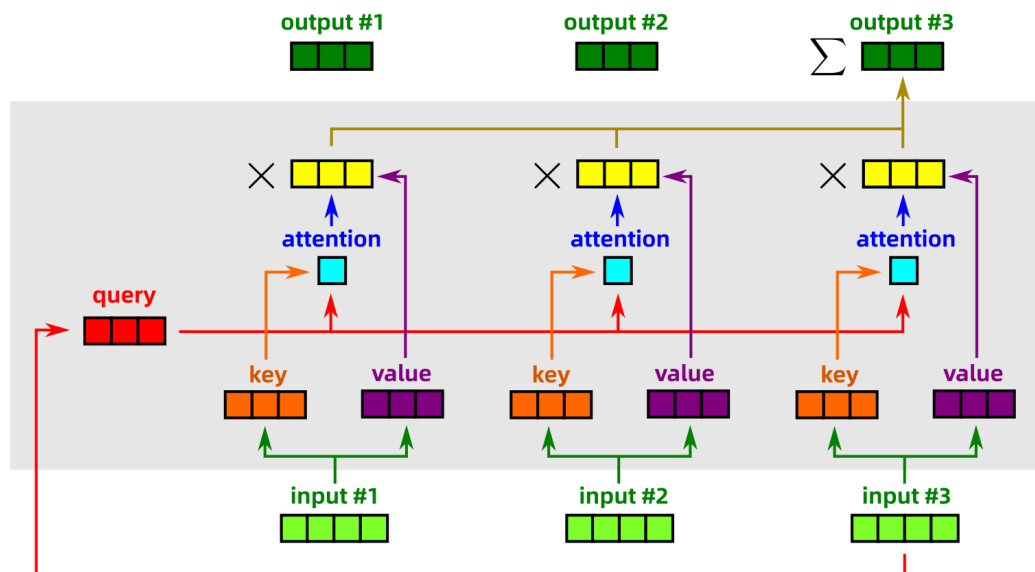 output #1
output #2
output #3
∑
×
×
×
attention
attention
attention
query
key
value
key
value
key
value
input #1
input #2
input #3